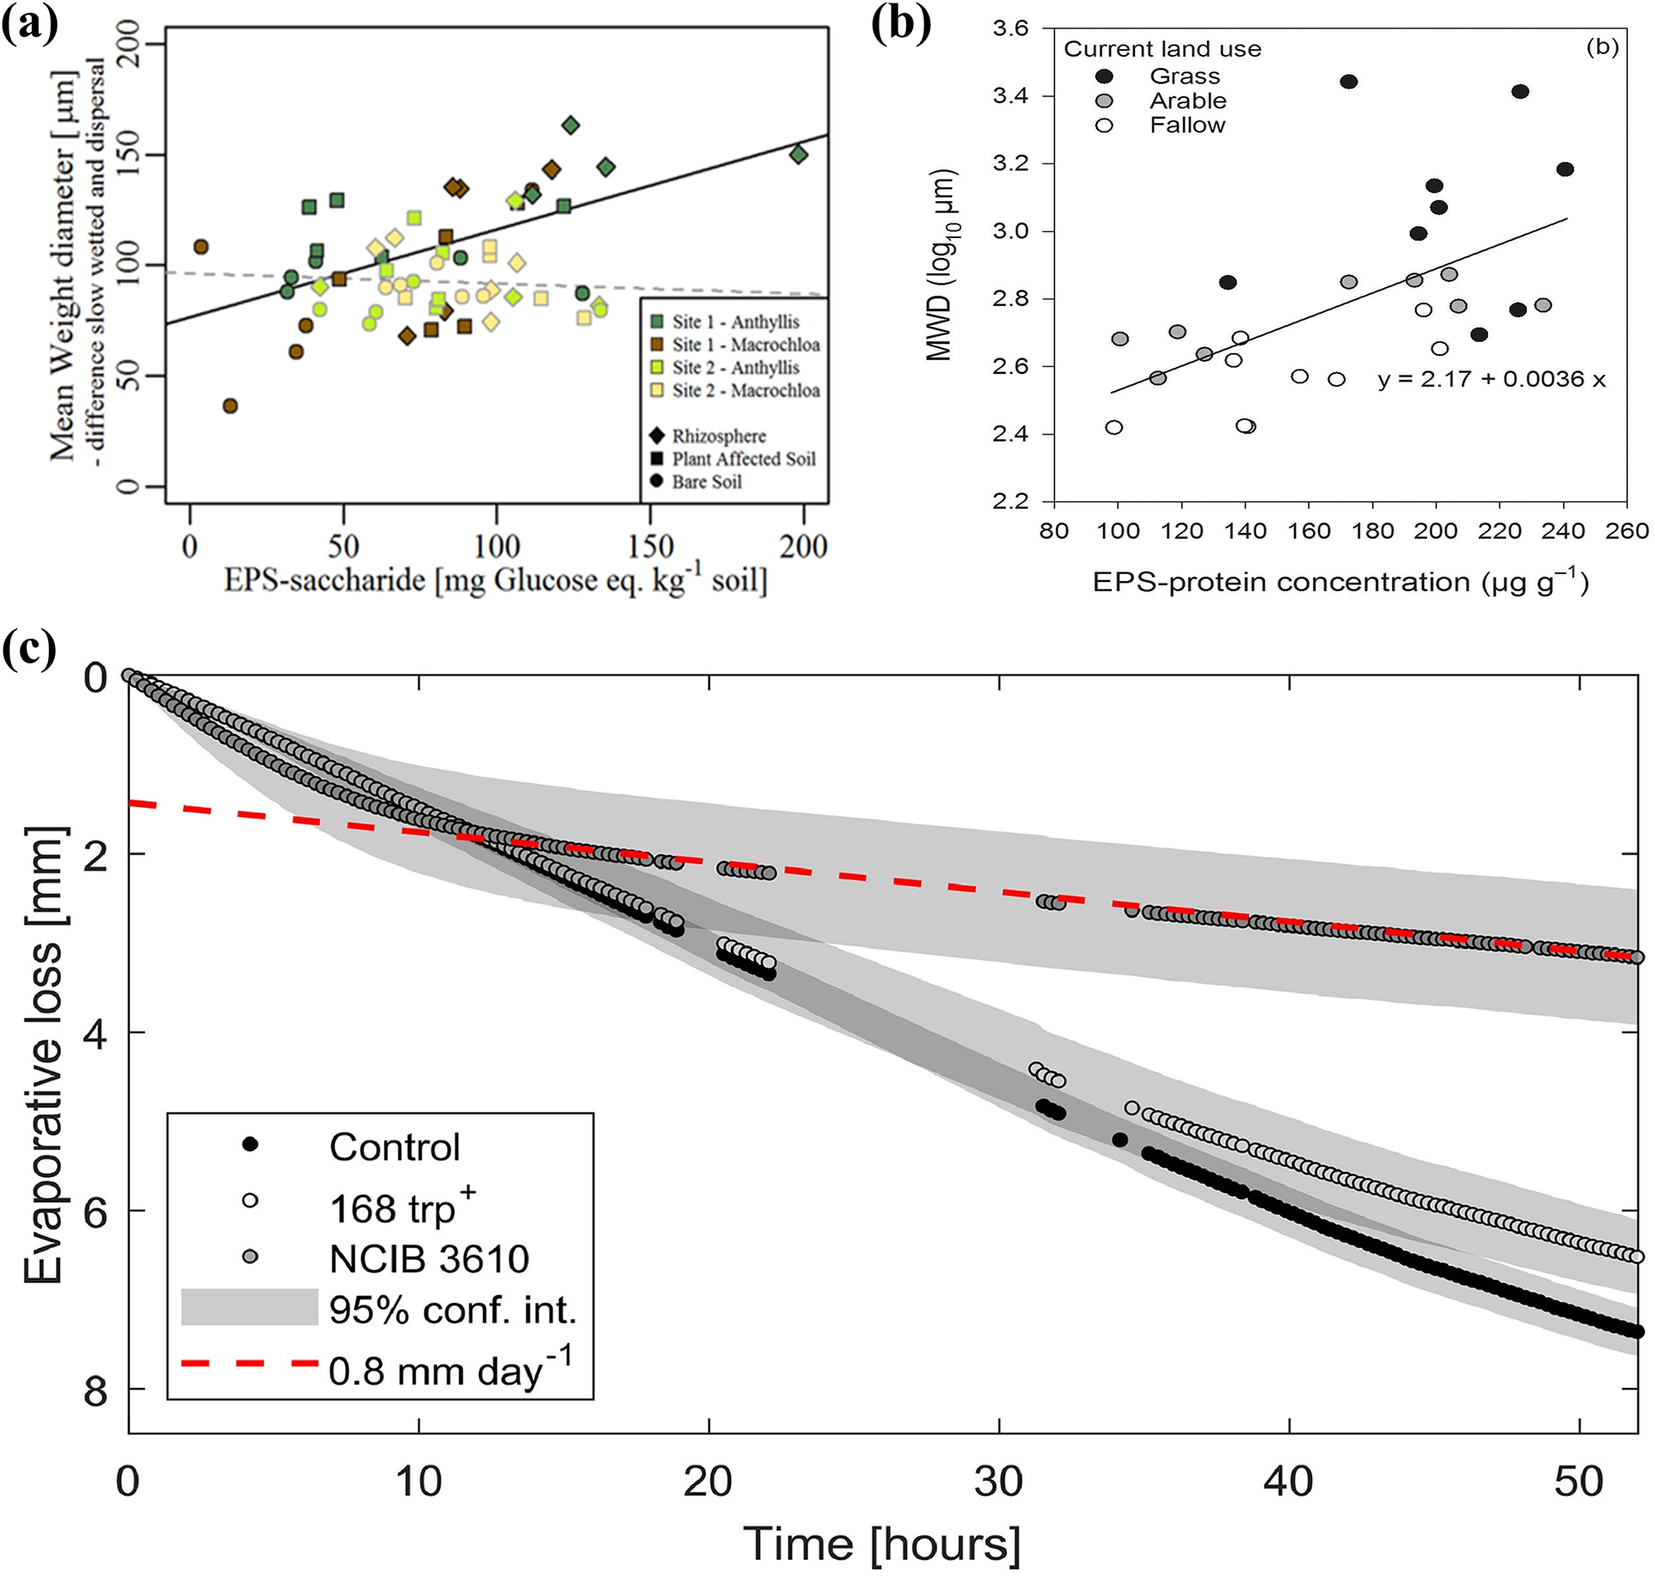 (a)
Mean Weight diameter [µm]
- difference slow wetted and dispersal
200
150
100
50
0
Site 1 - Anthyllis
Site 1 - Macrochloa
Site 2 - Anthyllis
Site 2 - Macrochloa
Rhizosphere
Plant Affected Soil
Bare Soil
0 50 100 150 200
EPS-saccharide [mg Glucose eq. kg⁻¹ soil]
(b)
MWD (log₁₀ µm)
3.6
3.4
3.2
3.0
2.8
2.6
2.4
2.2
Current land use
Grass
Arable
Fallow
(b)
y = 2.17 + 0.0036 x
80 100 120 140 160 180 200 220 240 260
EPS-protein concentration (µg g⁻¹)
(c)
Evaporative loss [mm]
0
2
4
6
8
Control
168 trp⁺
NCIB 3610
95% conf. int.
0.8 mm day⁻¹
0 10 20 30 40 50
Time [hours]